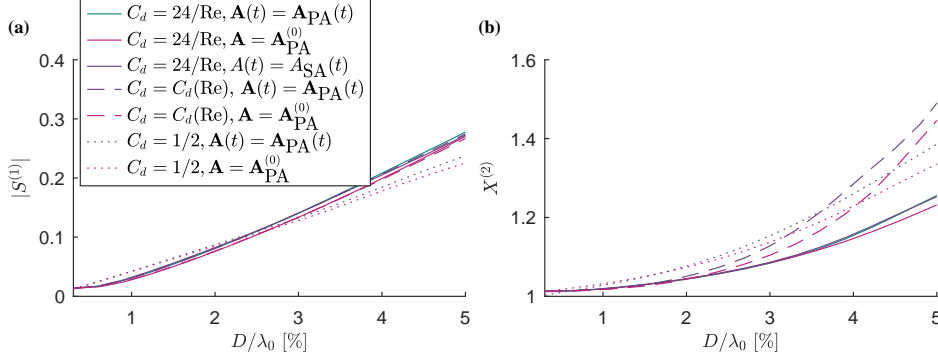 (a)
C_d = 24/Re, A(t) = A_PA(t)
C_d = 24/Re, A = A_PA^(0)
C_d = 24/Re, A(t) = A_SA(t)
C_d = C_d(Re), A(t) = A_PA(t)
C_d = C_d(Re), A = A_PA^(0)
C_d = 1/2, A(t) = A_PA(t)
C_d = 1/2, A = A_PA^(0)
|S^(1)|
0.4
0.3
0.2
0.1
0
1 2 3 4 5
D/λ_0 [%]
(b)
X^(2)
1.6
1.4
1.2
1
1 2 3 4 5
D/λ_0 [%]